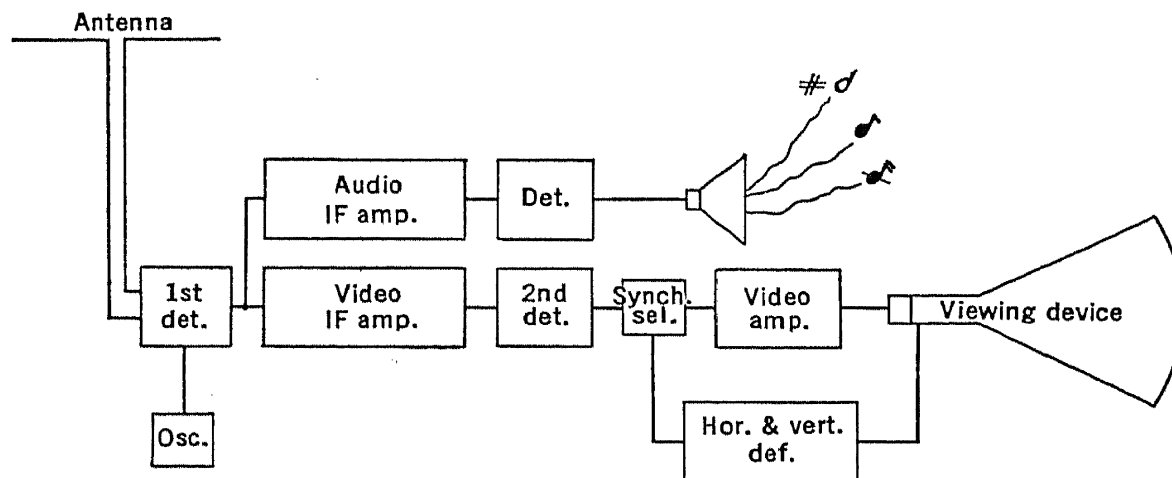 Antenna
Audio
IF amp.
Det.
1st
det.
Video
IF amp.
2nd
det.
Synch.
sel.
Video
amp.
Viewing device
Osc.
Hor. & vert.
def.